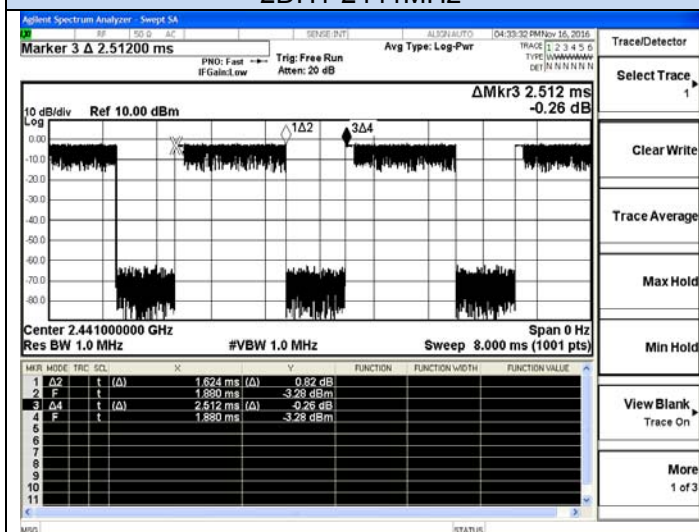 Agilent Spectrum Analyzer - Swept SA
RF 50 Ω AC SENSE:INT ALIGN AUTO 04:33:32 PM Nov 16, 2016
Marker 3 Δ 2.51200 ms
PNO: Fast
IFGain:Low
Trig: Free Run
Atten: 20 dB
Avg Type: Log-Pwr
TRACE 1 2 3 4 5 6
TYPE
DET N N N N N N
ΔMkr3 2.512 ms
-0.26 dB
10 dB/div Ref 10.00 dBm
Log
0.00
-10.0
-20.0
-30.0
-40.0
-50.0
-60.0
-70.0
-80.0
1Δ2
3Δ4
Center 2.441000000 GHz Span 0 Hz
Res BW 1.0 MHz #VBW 1.0 MHz Sweep 8.000 ms (1001 pts)
MKR MODE TRC SCL X Y FUNCTION FUNCTION WIDTH FUNCTION VALUE
1 Δ2 t (Δ) 1.624 ms (Δ) 0.82 dB
2 F t 1.880 ms -3.28 dBm
3 Δ4 t (Δ) 2.512 ms (Δ) -0.26 dB
4 F t 1.880 ms -3.28 dBm
5
6
7
8
9
10
11
MSG STATUS
Trace/Detector
Select Trace
1
Clear Write
Trace Average
Max Hold
Min Hold
View Blank
Trace On
More
1 of 3